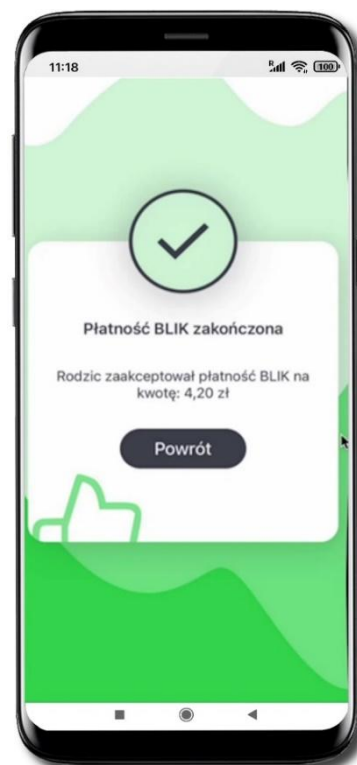 11:18
R
100
Płatność BLIK zakończona
Rodzic zaakceptował płatność BLIK na
kwotę: 4,20 zł
Powrót